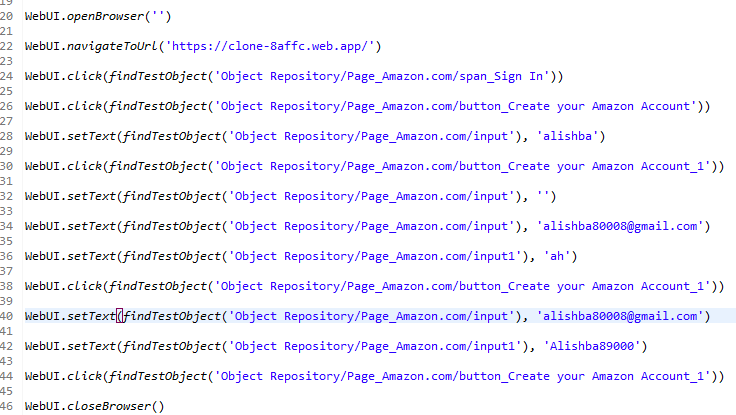 19
20 WebUI.openBrowser('')
21
22 WebUI.navigateToUrl('https://clone-8affc.web.app/')
23
24 WebUI.click(findTestObject('Object Repository/Page_Amazon.com/span_Sign In'))
25
26 WebUI.click(findTestObject('Object Repository/Page_Amazon.com/button_Create your Amazon Account'))
27
28 WebUI.setText(findTestObject('Object Repository/Page_Amazon.com/input'), 'alishba')
29
30 WebUI.click(findTestObject('Object Repository/Page_Amazon.com/button_Create your Amazon Account_1'))
31
32 WebUI.setText(findTestObject('Object Repository/Page_Amazon.com/input'), '')
33
34 WebUI.setText(findTestObject('Object Repository/Page_Amazon.com/input'), 'alishba80008@gmail.com')
35
36 WebUI.setText(findTestObject('Object Repository/Page_Amazon.com/input1'), 'ah')
37
38 WebUI.click(findTestObject('Object Repository/Page_Amazon.com/button_Create your Amazon Account_1'))
39
40 WebUI.setText(findTestObject('Object Repository/Page_Amazon.com/input'), 'alishba80008@gmail.com')
41
42 WebUI.setText(findTestObject('Object Repository/Page_Amazon.com/input1'), 'Alishba89000')
43
44 WebUI.click(findTestObject('Object Repository/Page_Amazon.com/button_Create your Amazon Account_1'))
45
46 WebUI.closeBrowser()